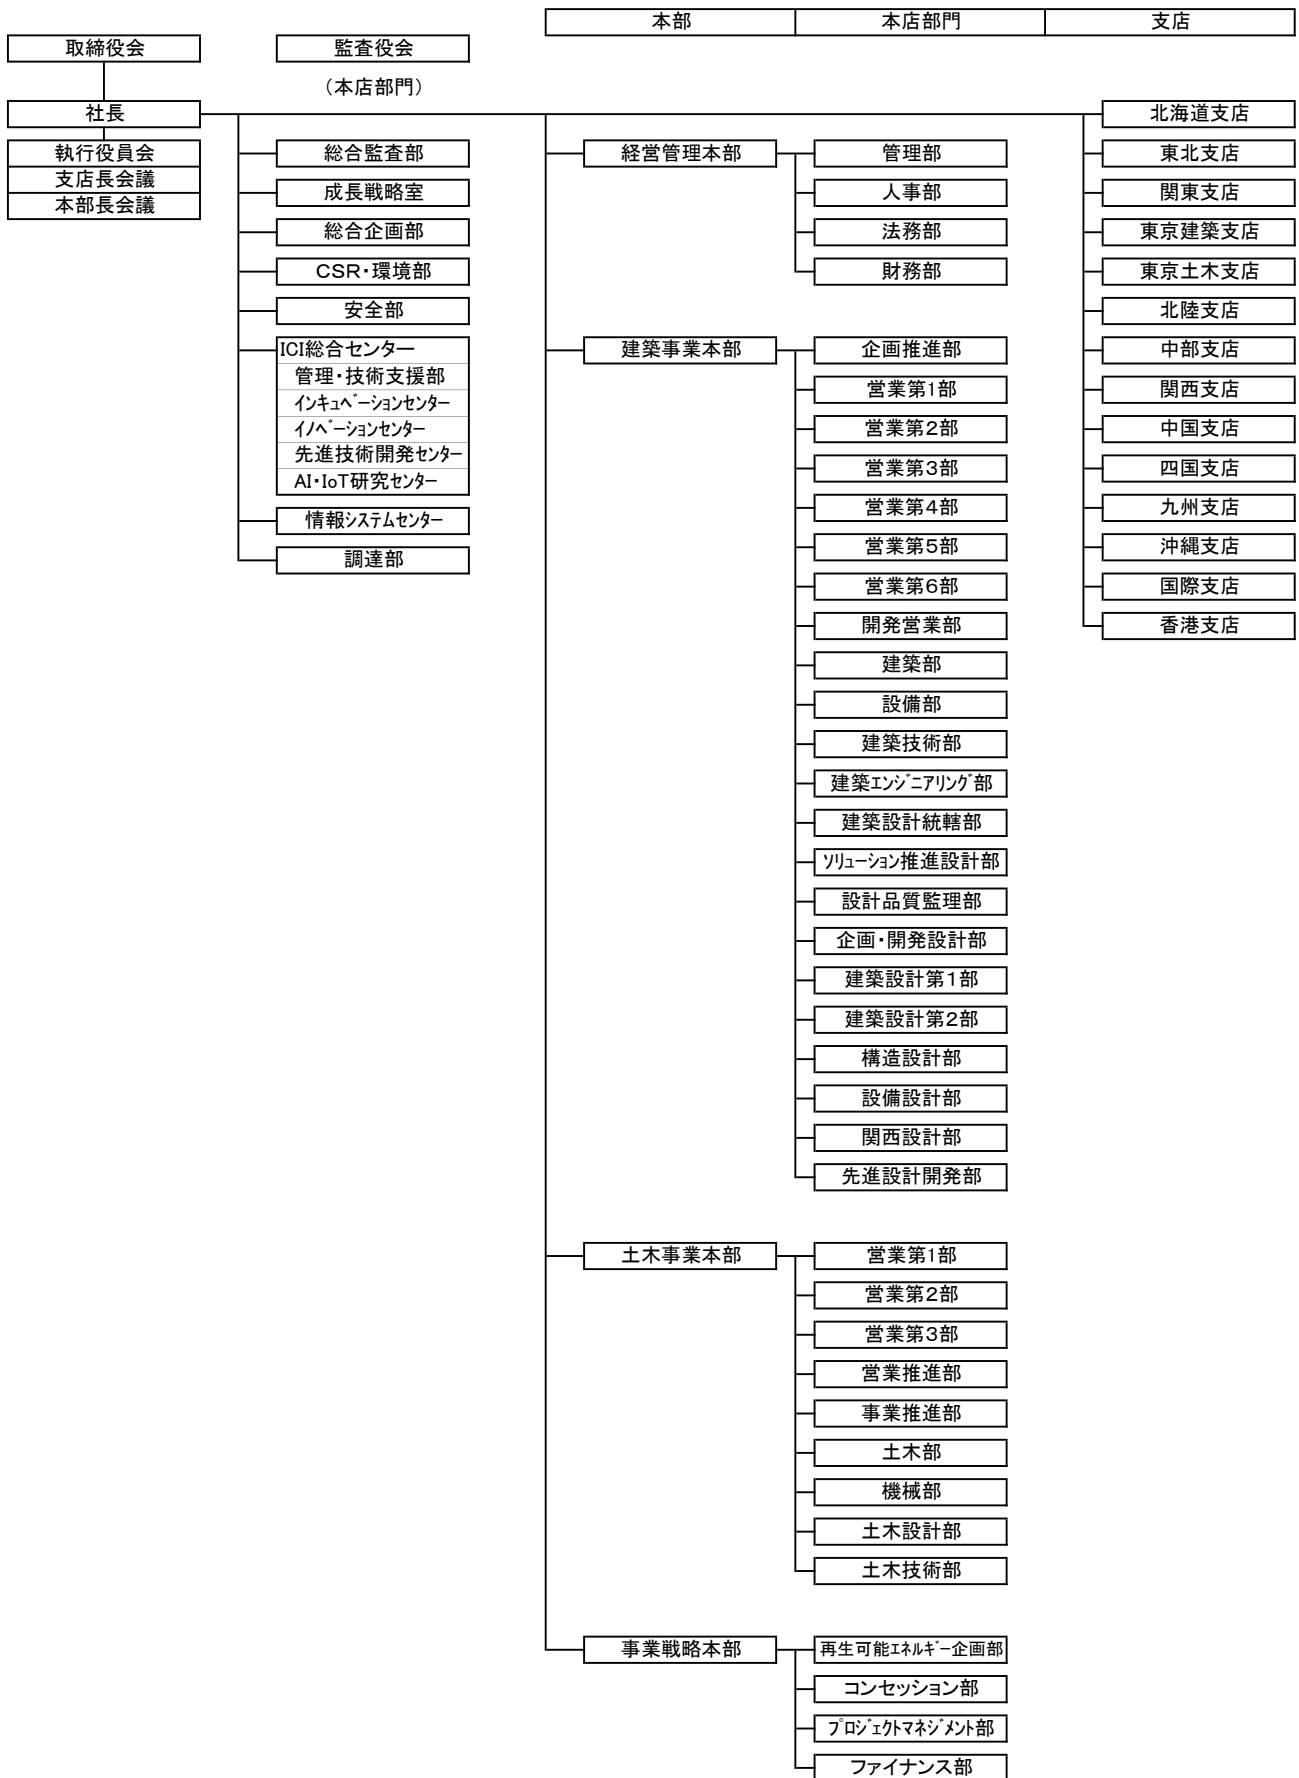 本部 本店部門 支店
取締役会 監査役会
（本店部門）
社長 北海道支店
執行役員会 総合監査部 経営管理本部 管理部 東北支店
支店長会議
成長戦略室 人事部 関東支店
本部長会議
総合企画部 法務部 東京建築支店
CSR・環境部 財務部 東京土木支店
安全部 北陸支店
ICI総合センター 建築事業本部 企画推進部 中部支店
管理・技術支援部
営業第1部 関西支店
ｲﾝｷｭﾍﾞｰｼｮﾝｾﾝﾀｰ
ｲﾉﾍﾞｰｼｮﾝｾﾝﾀｰ 営業第2部 中国支店
先進技術開発ｾﾝﾀｰ
営業第3部 四国支店
AI・IoT研究ｾﾝﾀｰ
営業第4部 九州支店
情報ｼｽﾃﾑｾﾝﾀｰ
営業第5部 沖縄支店
調達部
営業第6部 国際支店
開発営業部 香港支店
建築部
設備部
建築技術部
建築ｴﾝｼﾞﾆｱﾘﾝｸﾞ部
建築設計統轄部
ｿﾘｭｰｼｮﾝ推進設計部
設計品質監理部
企画・開発設計部
建築設計第1部
建築設計第2部
構造設計部
設備設計部
関西設計部
先進設計開発部
土木事業本部 営業第1部
営業第2部
営業第3部
営業推進部
事業推進部
土木部
機械部
土木設計部
土木技術部
事業戦略本部 再生可能ｴﾈﾙｷﾞｰ企画部
コンセッション部
ﾌﾟﾛｼﾞｪｸﾄﾏﾈｼﾞﾒﾝﾄ部
ファイナンス部